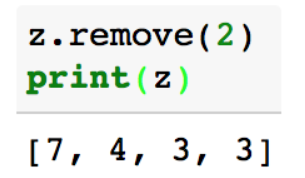 z.remove(2)
print(z)
[7, 4, 3, 3]